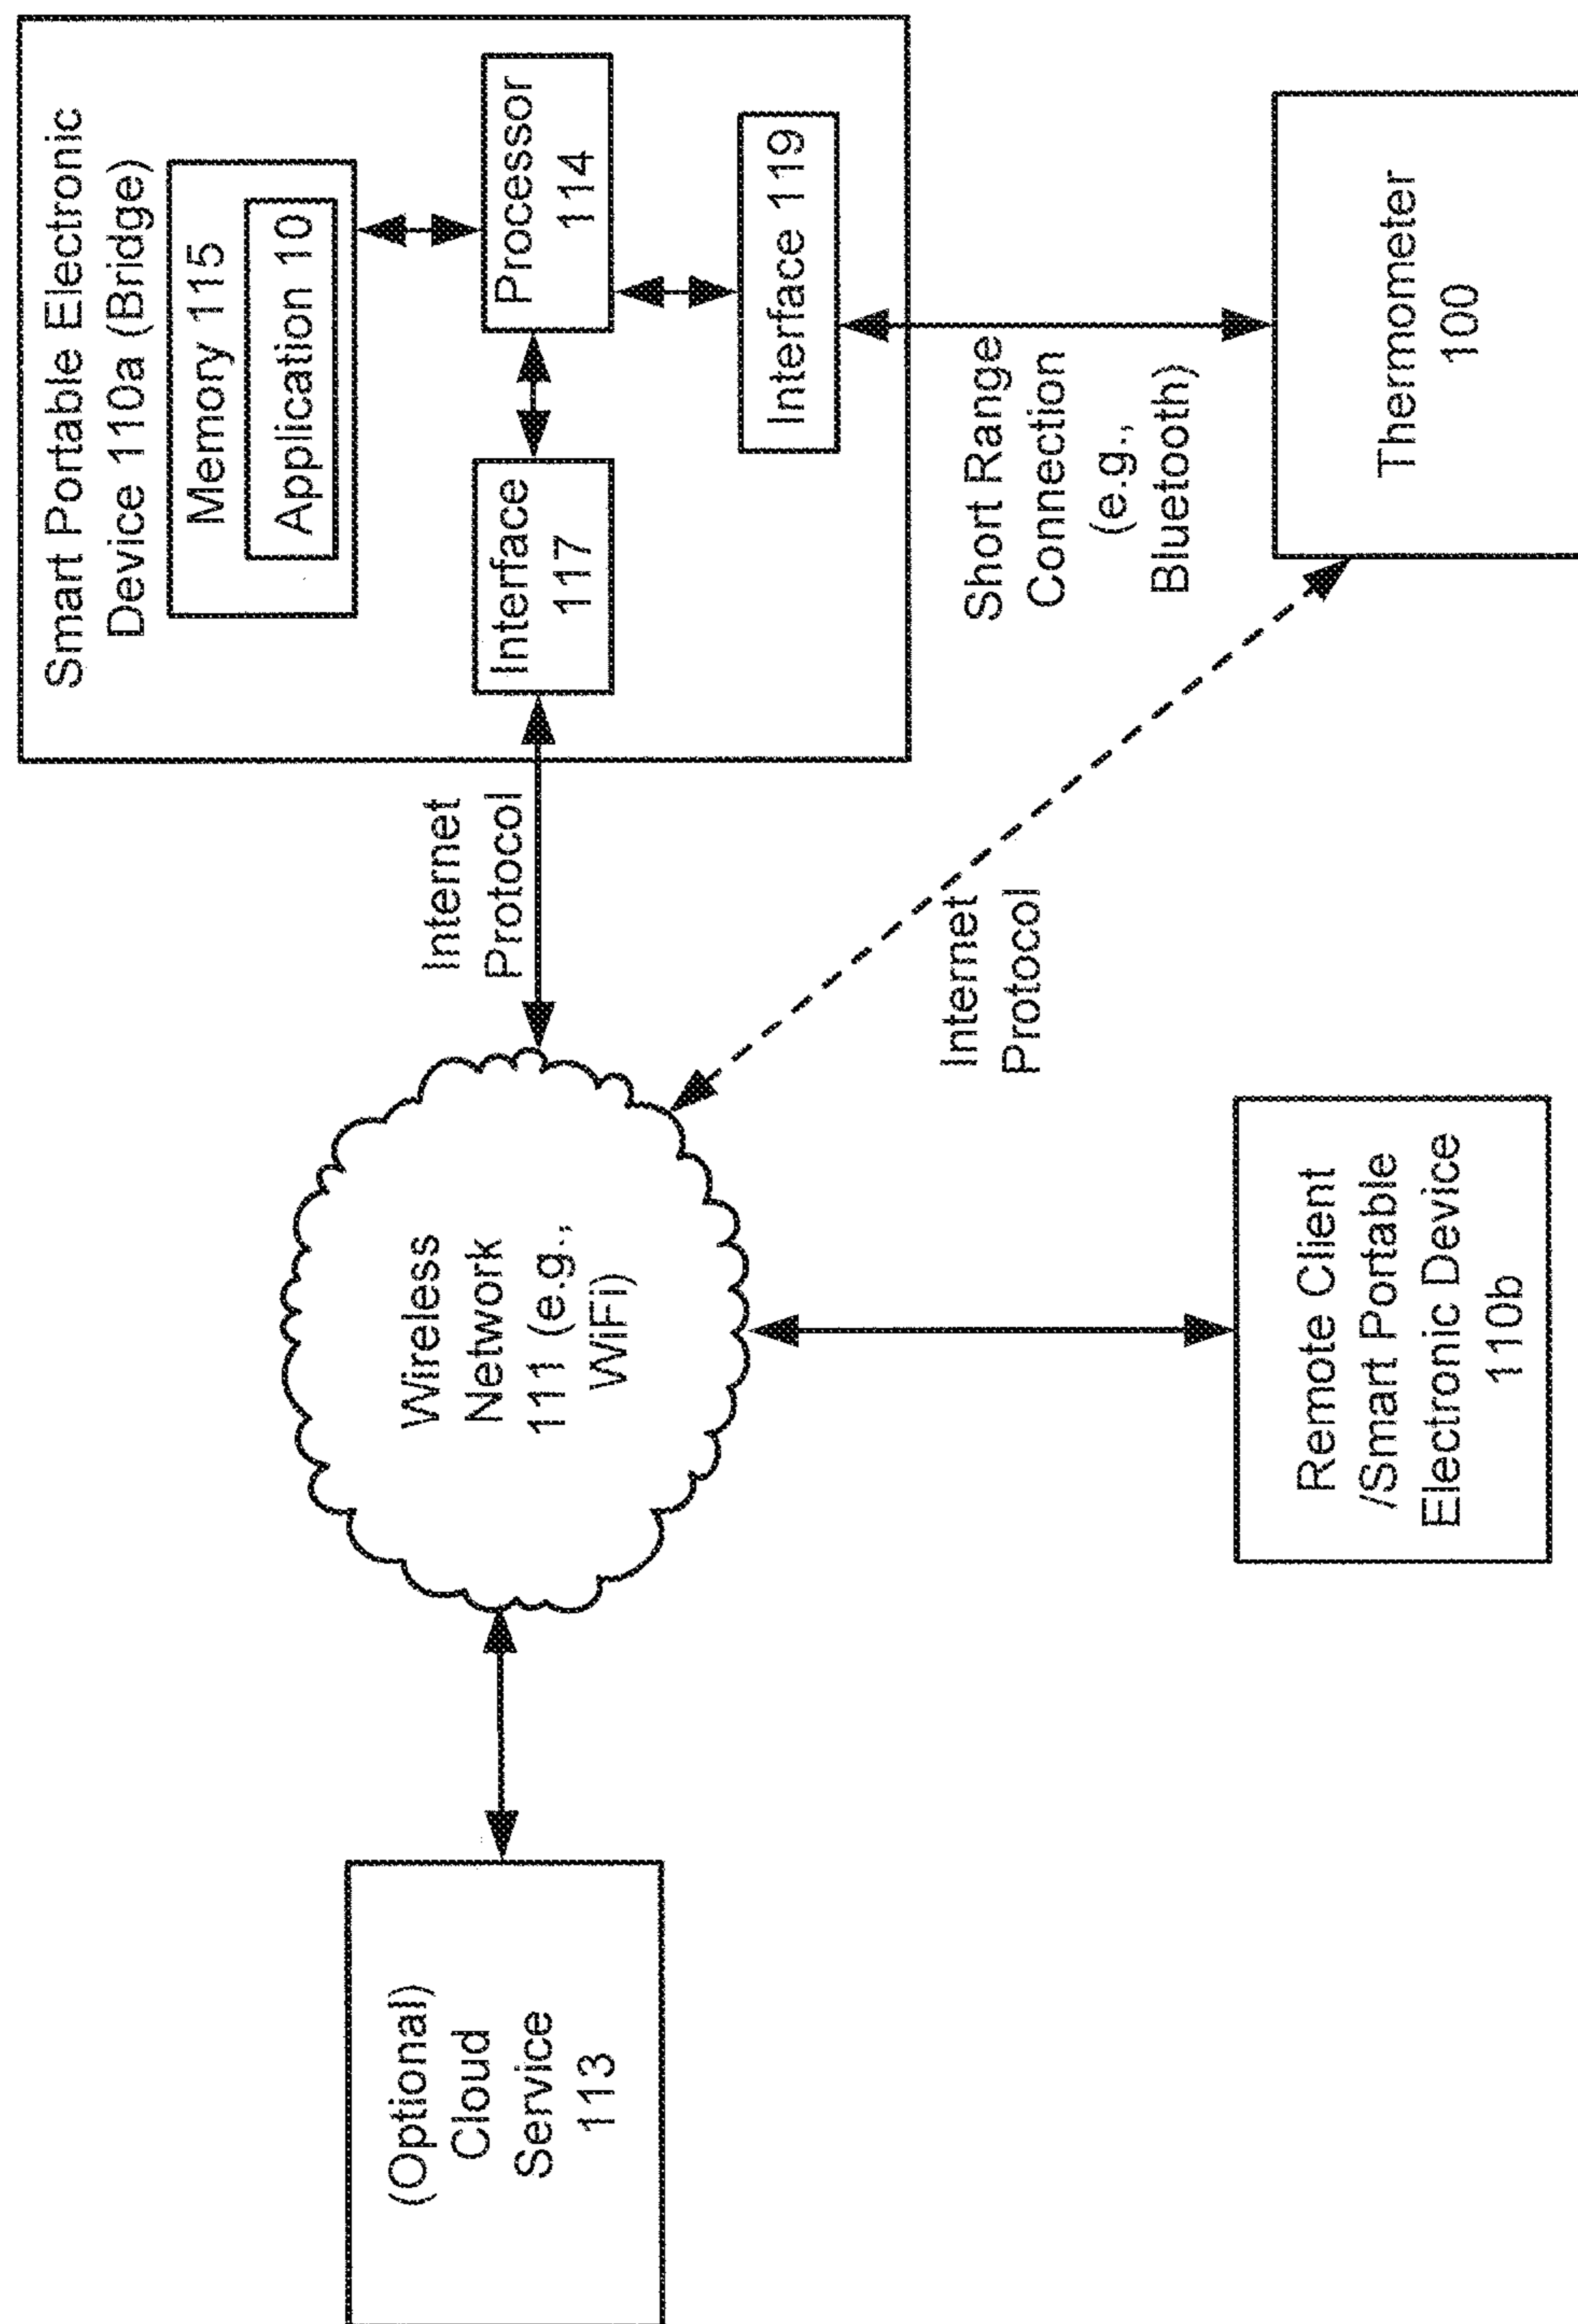 (Optional)
Cloud
Service
113
Wireless
Network
111 (e.g.,
WiFi)
Internet
Protocol
Smart Portable Electronic
Device 110a (Bridge)
Memory 115
Application 10
Processor
114
Interface
117
Interface 119
Short Range
Connection
(e.g.,
Bluetooth)
Internet
Protocol
Remote Client
/Smart Portable
Electronic Device
110b
Thermometer
100